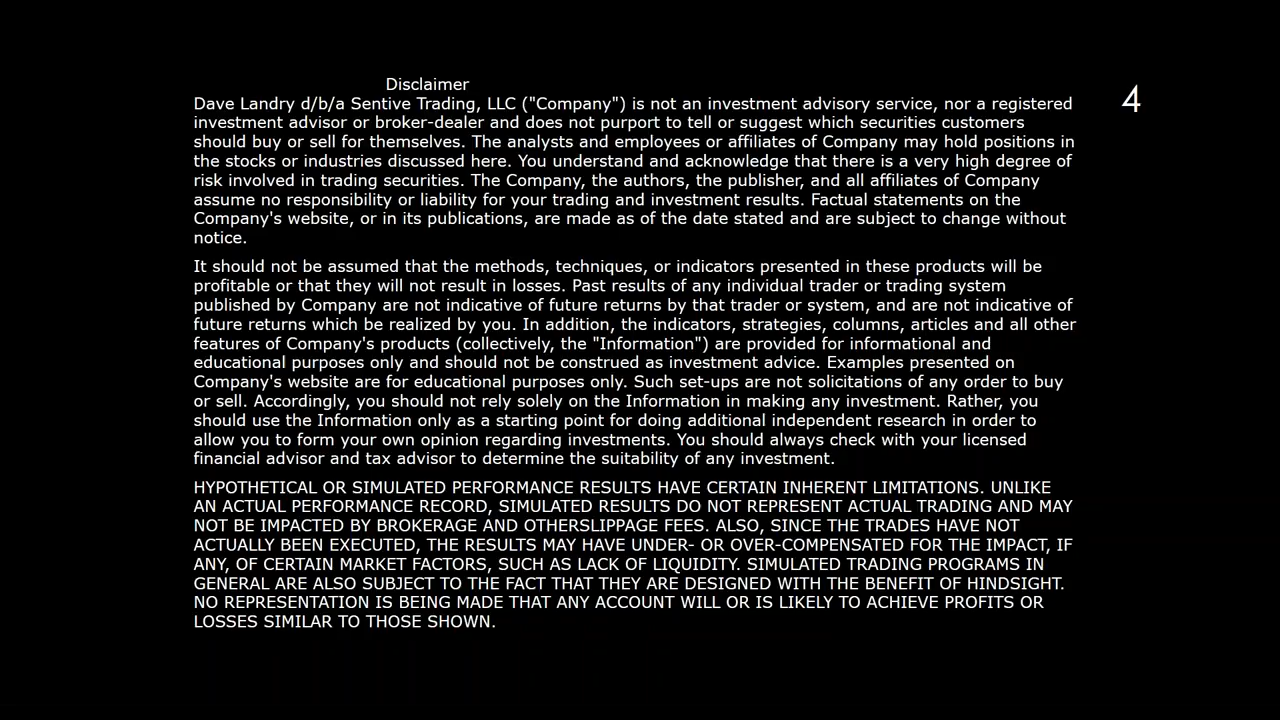 Disclaimer
4
Dave Landry d/b/a Sentive Trading, LLC ("Company") is not an investment advisory service, nor a registered
investment advisor or broker-dealer and does not purport to tell or suggest which securities customers
should buy or sell for themselves. The analysts and employees or affiliates of Company may hold positions in
the stocks or industries discussed here. You understand and acknowledge that there is a very high degree of
risk involved in trading securities. The Company, the authors, the publisher, and all affiliates of Company
assume no responsibility or liability for your trading and investment results. Factual statements on the
Company's website, or in its publications, are made as of the date stated and are subject to change without
notice.
It should not be assumed that the methods, techniques, or indicators presented in these products will be
profitable or that they will not result in losses. Past results of any individual trader or trading system
published by Company are not indicative of future returns by that trader or system, and are not indicative of
future returns which be realized by you. In addition, the indicators, strategies, columns, articles and all other
features of Company's products (collectively, the "Information") are provided for informational and
educational purposes only and should not be construed as investment advice. Examples presented on
Company's website are for educational purposes only. Such set-ups are not solicitations of any order to buy
or sell. Accordingly, you should not rely solely on the Information in making any investment. Rather, you
should use the Information only as a starting point for doing additional independent research in order to
allow you to form your own opinion regarding investments. You should always check with your licensed
financial advisor and tax advisor to determine the suitability of any investment.
HYPOTHETICAL OR SIMULATED PERFORMANCE RESULTS HAVE CERTAIN INHERENT LIMITATIONS. UNLIKE
AN ACTUAL PERFORMANCE RECORD, SIMULATED RESULTS DO NOT REPRESENT ACTUAL TRADING AND MAY
NOT BE IMPACTED BY BROKERAGE AND OTHERSLIPPAGE FEES. ALSO, SINCE THE TRADES HAVE NOT
ACTUALLY BEEN EXECUTED, THE RESULTS MAY HAVE UNDER- OR OVER-COMPENSATED FOR THE IMPACT, IF
ANY, OF CERTAIN MARKET FACTORS, SUCH AS LACK OF LIQUIDITY. SIMULATED TRADING PROGRAMS IN
GENERAL ARE ALSO SUBJECT TO THE FACT THAT THEY ARE DESIGNED WITH THE BENEFIT OF HINDSIGHT.
NO REPRESENTATION IS BEING MADE THAT ANY ACCOUNT WILL OR IS LIKELY TO ACHIEVE PROFITS OR
LOSSES SIMILAR TO THOSE SHOWN.